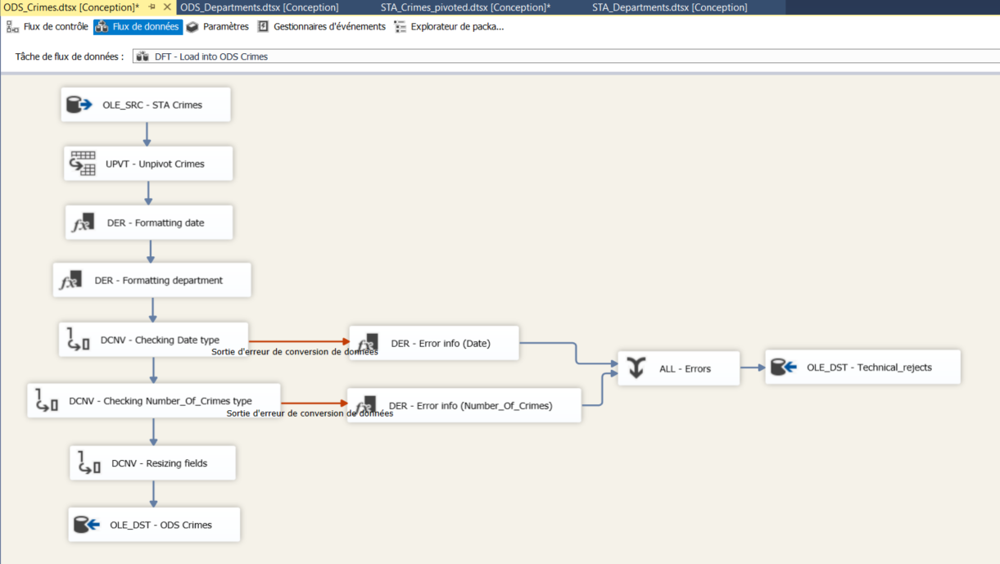 ODS_Crimes.dtsx [Conception]* ODS_Departments.dtsx [Conception] STA_Crimes_pivoted.dtsx [Conception]* STA_Departments.dtsx [Conception]
Flux de contrôle Flux de données Paramètres Gestionnaires d'événements Explorateur de packa...
Tâche de flux de données : DFT - Load into ODS Crimes
OLE_SRC - STA Crimes
UPVT - Unpivot Crimes
DER - Formatting date
DER - Formatting department
DCNV - Checking Date type
Sortie d'erreur de conversion de données
DER - Error info (Date)
ALL - Errors
OLE_DST - Technical_rejects
DCNV - Checking Number_Of_Crimes type
Sortie d'erreur de conversion de données
DER - Error info (Number_Of_Crimes)
DCNV - Resizing fields
OLE_DST - ODS Crimes